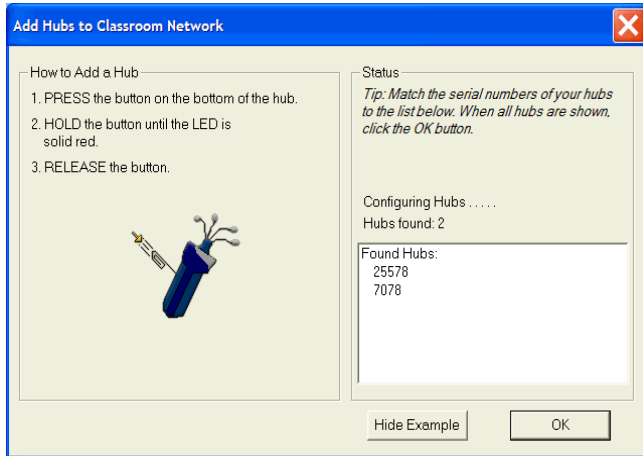 Add Hubs to Classroom Network
How to Add a Hub
1. PRESS the button on the bottom of the hub.
2. HOLD the button until the LED is
solid red.
3. RELEASE the button.
Status
Tip: Match the serial numbers of your hubs
to the list below. When all hubs are shown,
click the OK button.
Configuring Hubs . . . . .
Hubs found: 2
Found Hubs:
25578
7078
Hide Example
OK